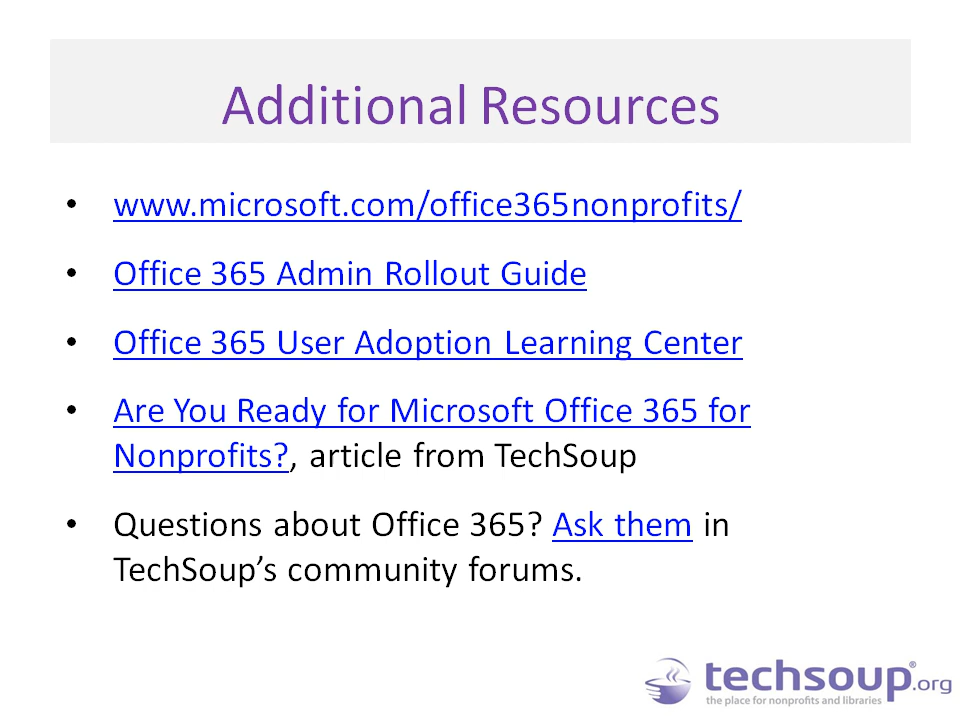 Additional Resources
• www.microsoft.com/office365nonprofits/
• Office 365 Admin Rollout Guide
• Office 365 User Adoption Learning Center
• Are You Ready for Microsoft Office 365 for
Nonprofits?, article from TechSoup
• Questions about Office 365? Ask them in
TechSoup’s community forums.
techsoup®.org
the place for nonprofits and libraries